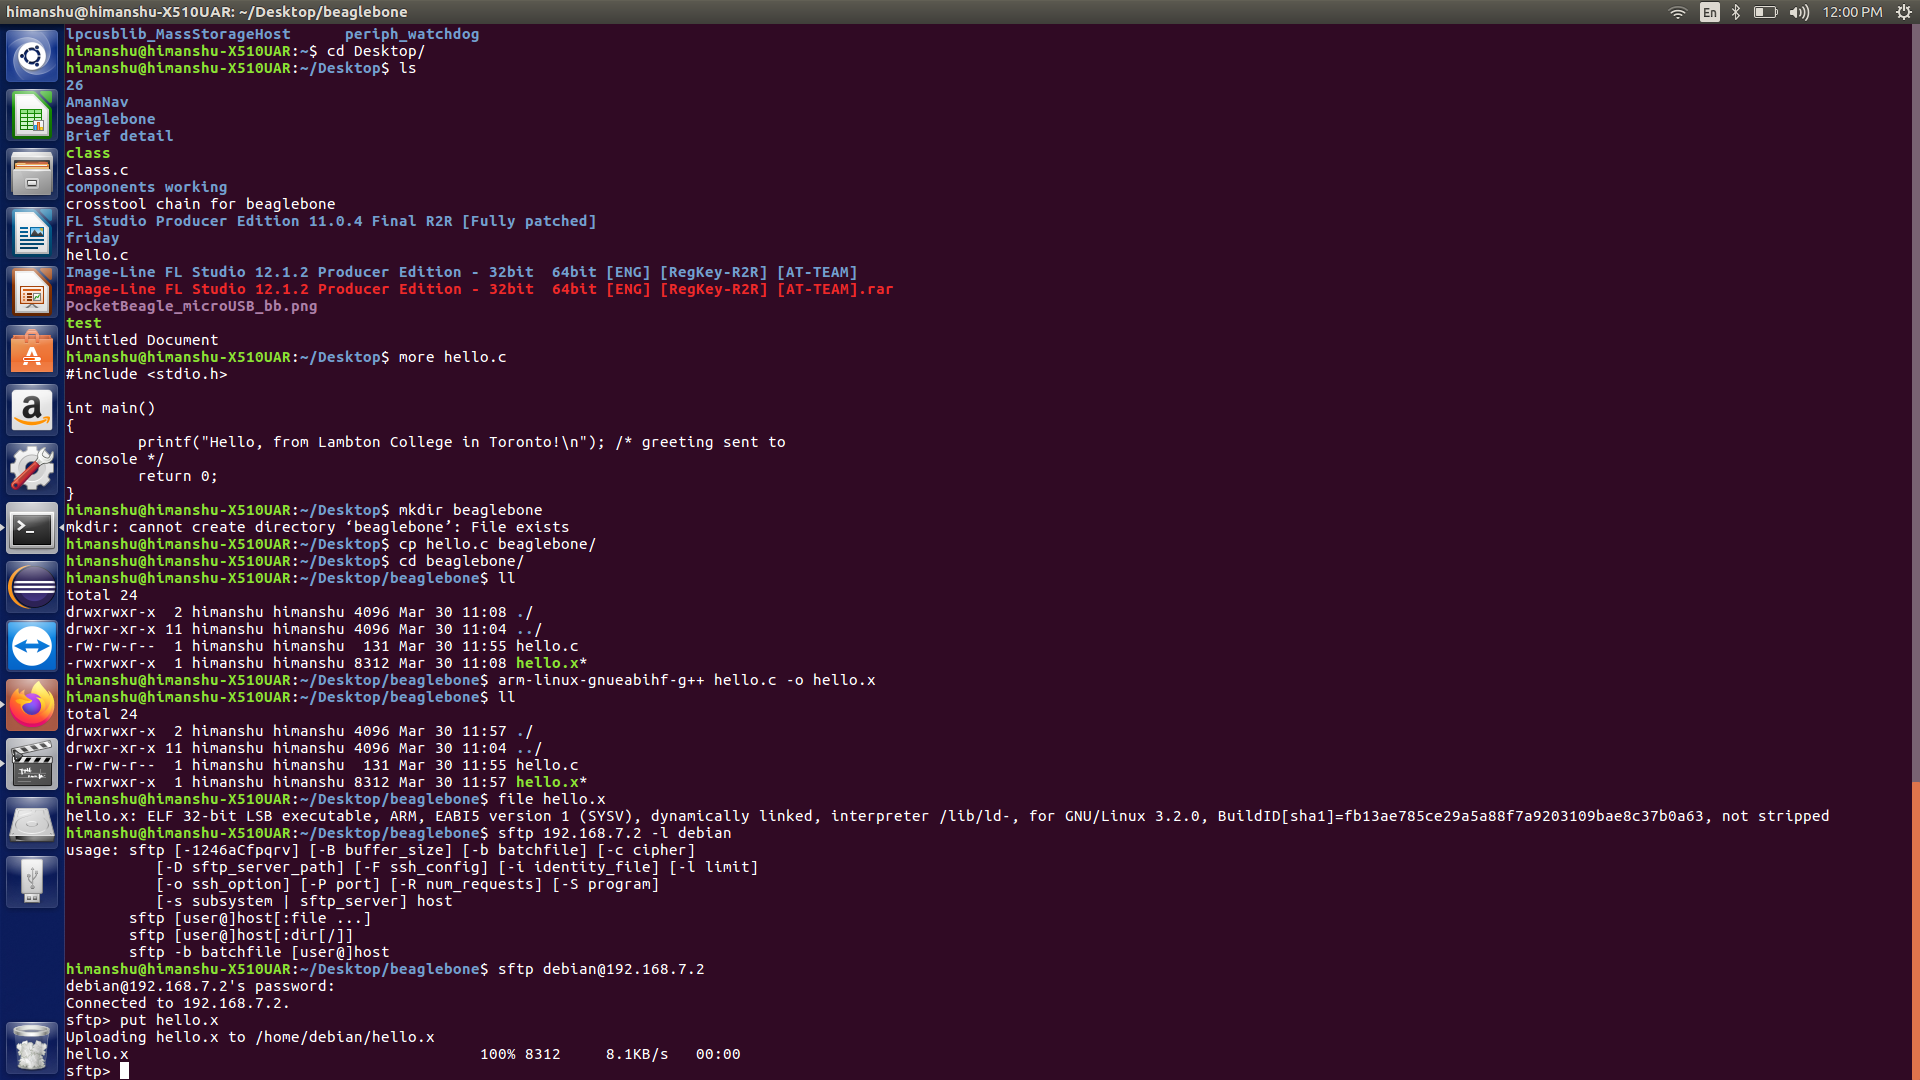 himanshu@himanshu-X510UAR: ~/Desktop/beaglebone
En
12:00 PM
lpcusblib_MassStorageHost      periph_watchdog
himanshu@himanshu-X510UAR:~$ cd Desktop/
himanshu@himanshu-X510UAR:~/Desktop$ ls
26
AmanNav
beaglebone
Brief detail
class
class.c
components working
crosstool chain for beaglebone
FL Studio Producer Edition 11.0.4 Final R2R [Fully patched]
friday
hello.c
Image-Line FL Studio 12.1.2 Producer Edition - 32bit  64bit [ENG] [RegKey-R2R] [AT-TEAM]
Image-Line FL Studio 12.1.2 Producer Edition - 32bit  64bit [ENG] [RegKey-R2R] [AT-TEAM].rar
PocketBeagle_microUSB_bb.png
test
Untitled Document
himanshu@himanshu-X510UAR:~/Desktop$ more hello.c
#include <stdio.h>

int main()
{
        printf("Hello, from Lambton College in Toronto!\n"); /* greeting sent to
 console */
        return 0;
}
himanshu@himanshu-X510UAR:~/Desktop$ mkdir beaglebone
mkdir: cannot create directory ‘beaglebone’: File exists
himanshu@himanshu-X510UAR:~/Desktop$ cp hello.c beaglebone/
himanshu@himanshu-X510UAR:~/Desktop$ cd beaglebone/
himanshu@himanshu-X510UAR:~/Desktop/beaglebone$ ll
total 24
drwxrwxr-x  2 himanshu himanshu 4096 Mar 30 11:08 ./
drwxr-xr-x 11 himanshu himanshu 4096 Mar 30 11:04 ../
-rw-rw-r--  1 himanshu himanshu  131 Mar 30 11:55 hello.c
-rwxrwxr-x  1 himanshu himanshu 8312 Mar 30 11:08 hello.x*
himanshu@himanshu-X510UAR:~/Desktop/beaglebone$ arm-linux-gnueabihf-g++ hello.c -o hello.x
himanshu@himanshu-X510UAR:~/Desktop/beaglebone$ ll
total 24
drwxrwxr-x  2 himanshu himanshu 4096 Mar 30 11:57 ./
drwxr-xr-x 11 himanshu himanshu 4096 Mar 30 11:04 ../
-rw-rw-r--  1 himanshu himanshu  131 Mar 30 11:55 hello.c
-rwxrwxr-x  1 himanshu himanshu 8312 Mar 30 11:57 hello.x*
himanshu@himanshu-X510UAR:~/Desktop/beaglebone$ file hello.x
hello.x: ELF 32-bit LSB executable, ARM, EABI5 version 1 (SYSV), dynamically linked, interpreter /lib/ld-, for GNU/Linux 3.2.0, BuildID[sha1]=fb13ae785ce29a5a88f7a9203109bae8c37b0a63, not stripped
himanshu@himanshu-X510UAR:~/Desktop/beaglebone$ sftp 192.168.7.2 -l debian
usage: sftp [-1246aCfpqrv] [-B buffer_size] [-b batchfile] [-c cipher]
          [-D sftp_server_path] [-F ssh_config] [-i identity_file] [-l limit]
          [-o ssh_option] [-P port] [-R num_requests] [-S program]
          [-s subsystem | sftp_server] host
       sftp [user@]host[:file ...]
       sftp [user@]host[:dir[/]]
       sftp -b batchfile [user@]host
himanshu@himanshu-X510UAR:~/Desktop/beaglebone$ sftp debian@192.168.7.2
debian@192.168.7.2's password:
Connected to 192.168.7.2.
sftp> put hello.x
Uploading hello.x to /home/debian/hello.x
hello.x                                       100% 8312     8.1KB/s   00:00
sftp>